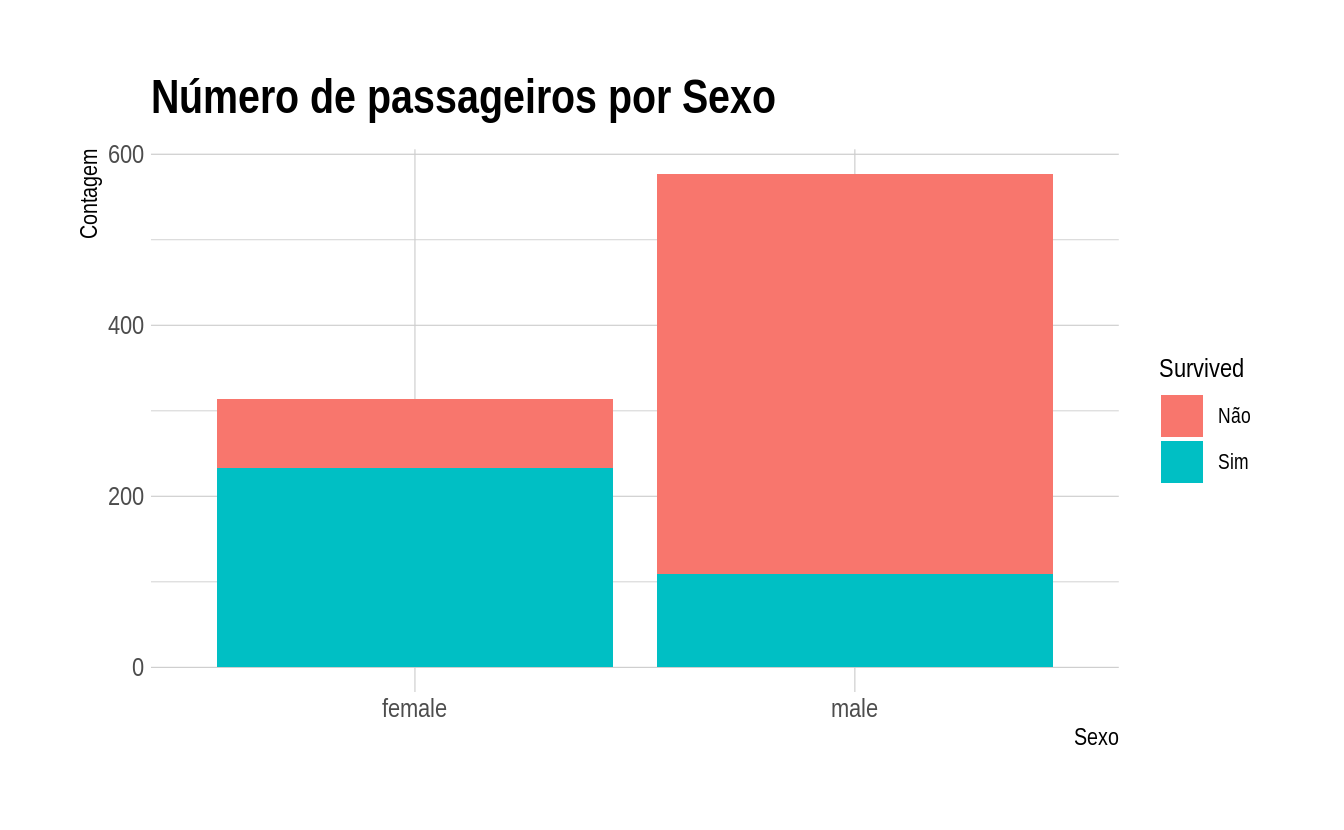 Número de passageiros por Sexo
Contagem
600
400
200
0
female
male
Sexo
Survived
Não
Sim